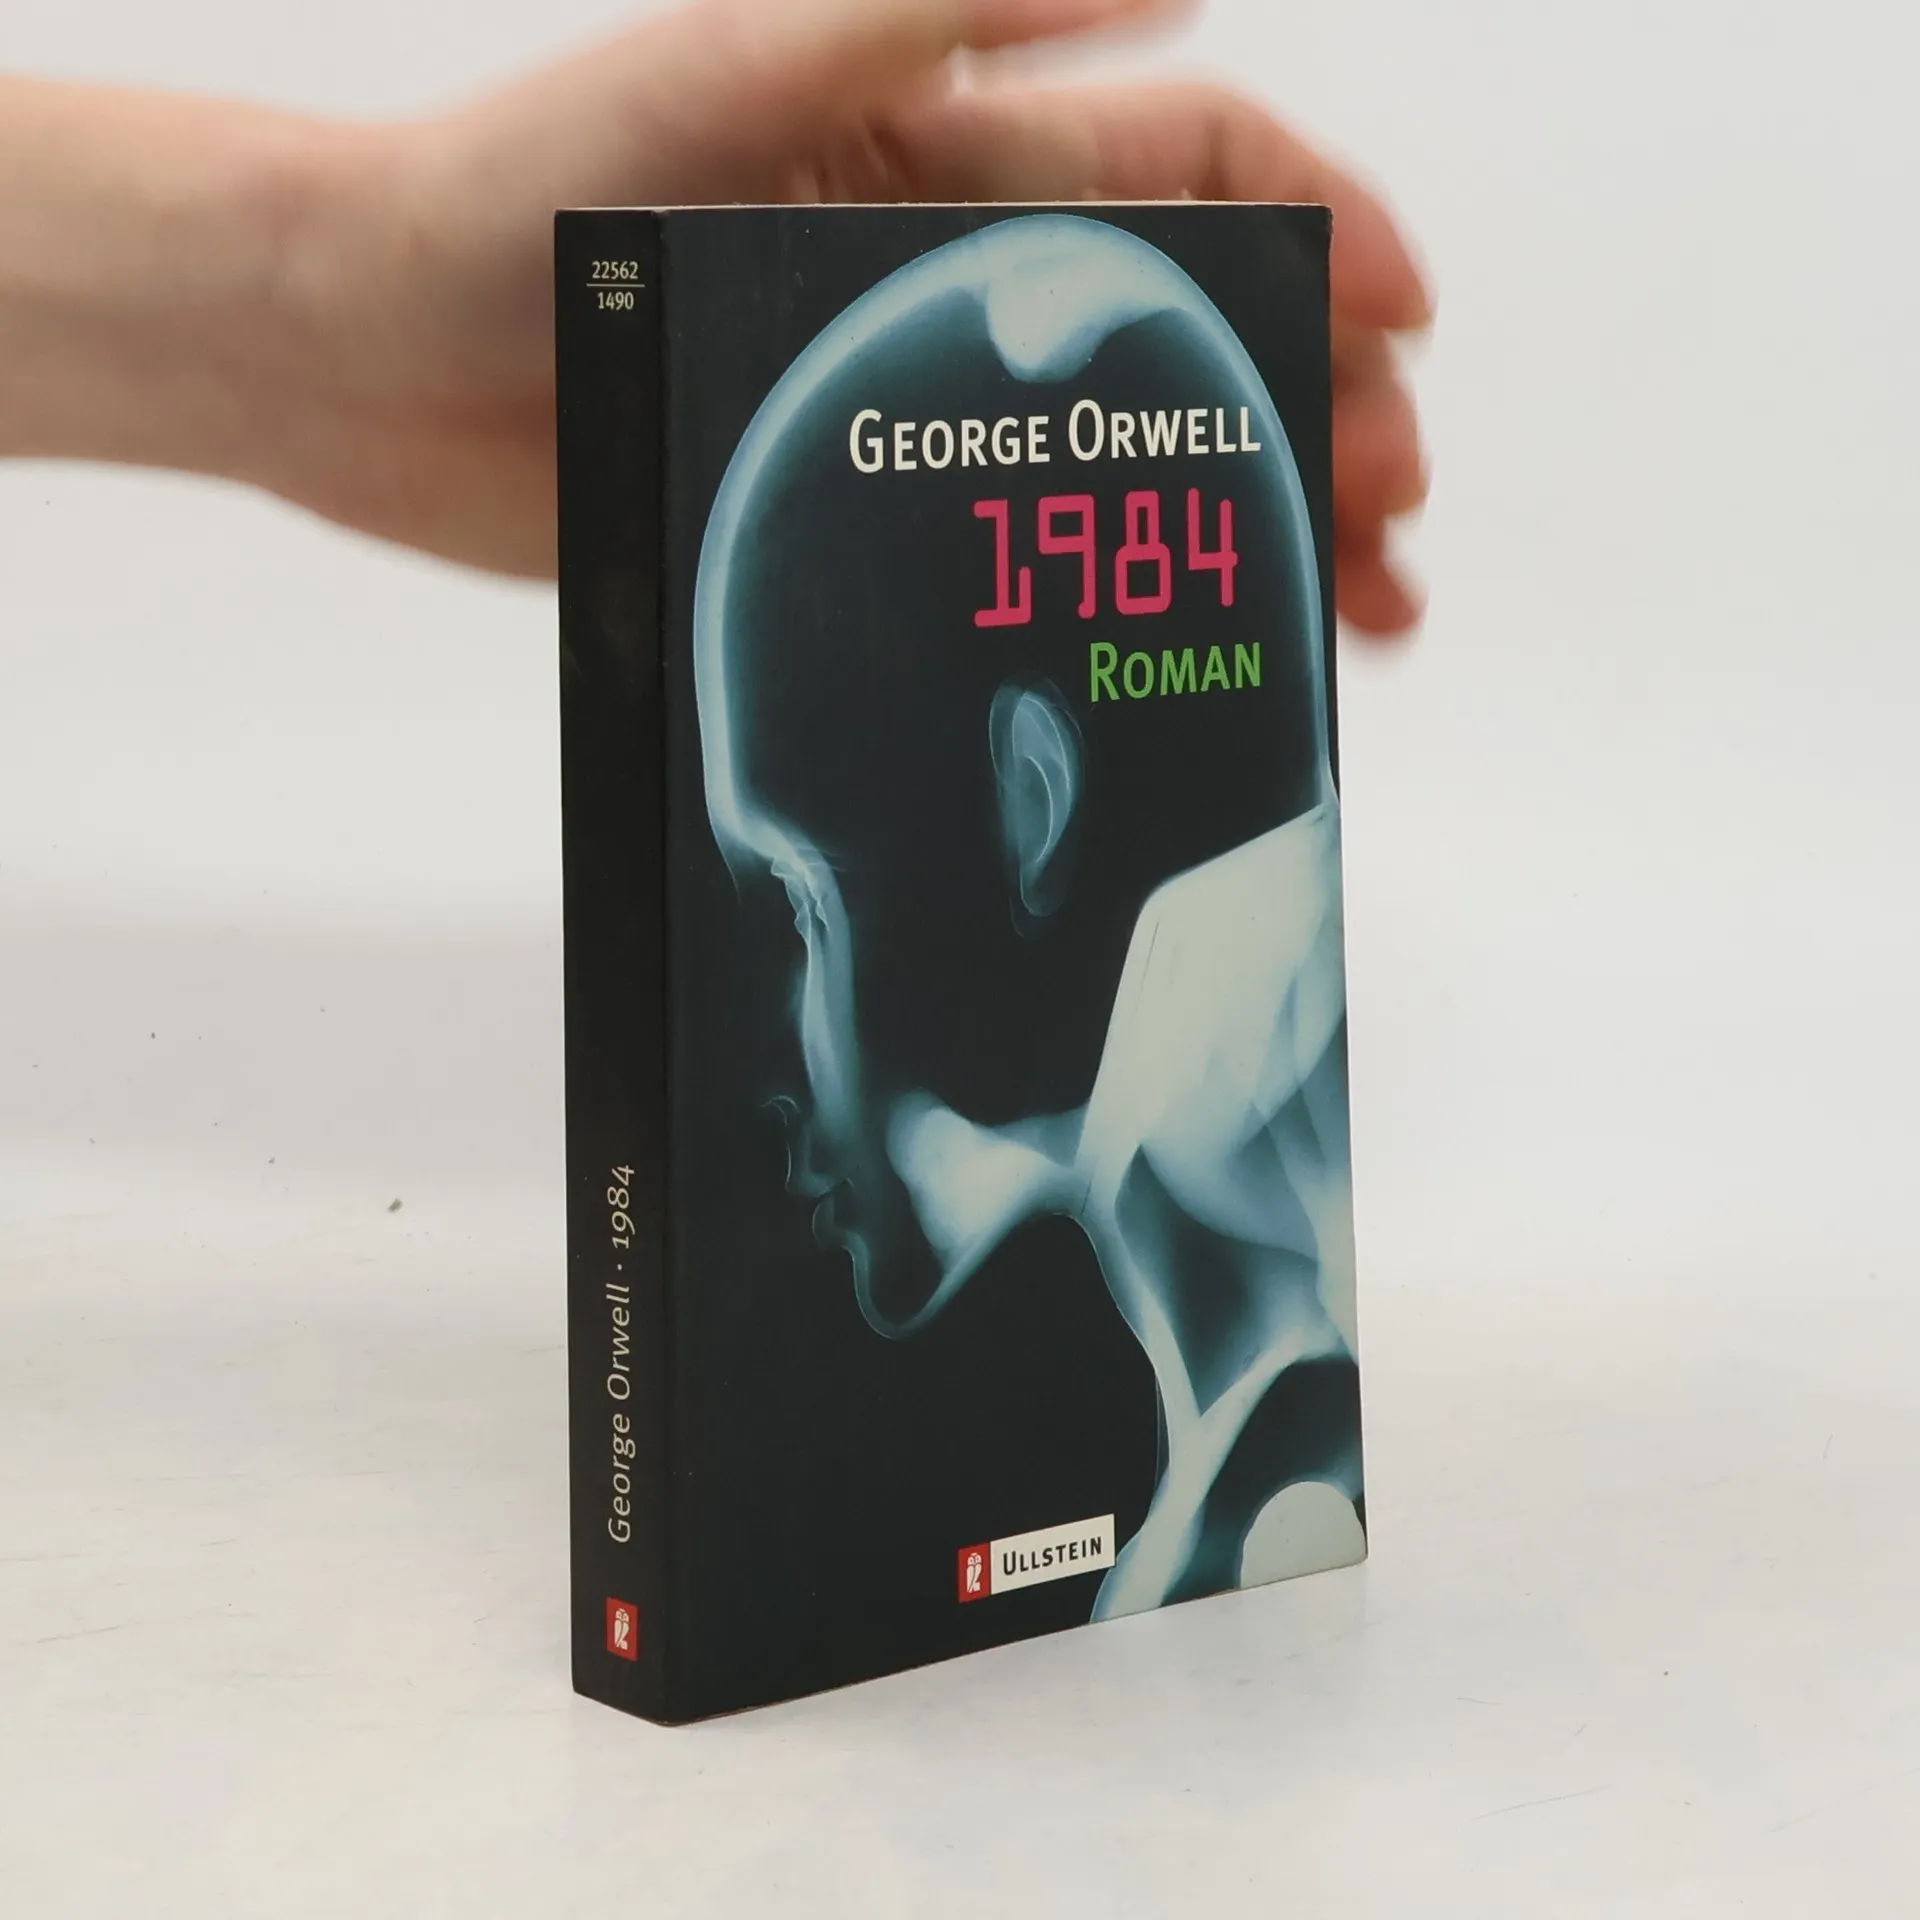 22562
1490
George Orwell · 1984
GEORGE ORWELL
1984
ROMAN
ULLSTEIN